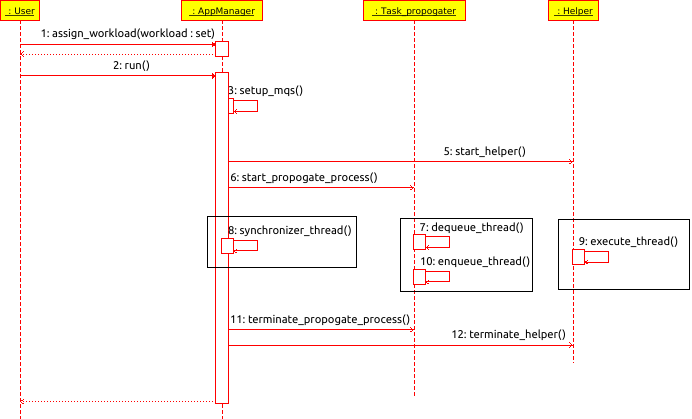 : User
: AppManager
: Task_propogater
: Helper
1: assign_workload(workload : set)
2: run()
3: setup_mqs()
5: start_helper()
6: start_propogate_process()
7: dequeue_thread()
8: synchronizer_thread()
9: execute_thread()
10: enqueue_thread()
11: terminate_propogate_process()
12: terminate_helper()